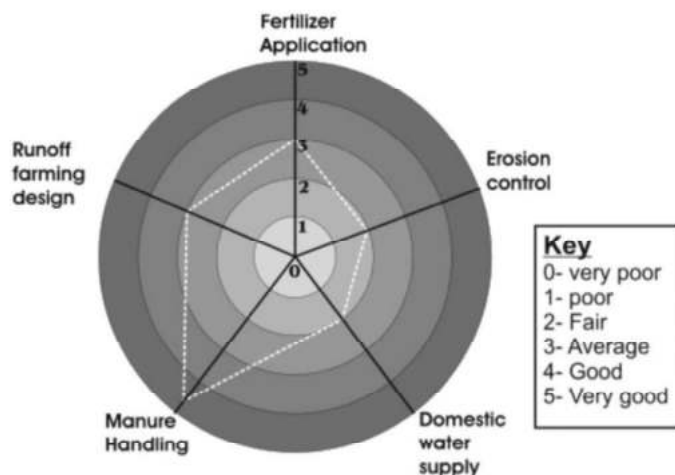 Fertilizer
Application
5
4
3
2
1
0
Runoff
farming
design
Erosion
control
Manure
Handling
Domestic
water
supply
Key
0- very poor
1- poor
2- Fair
3- Average
4- Good
5- Very good